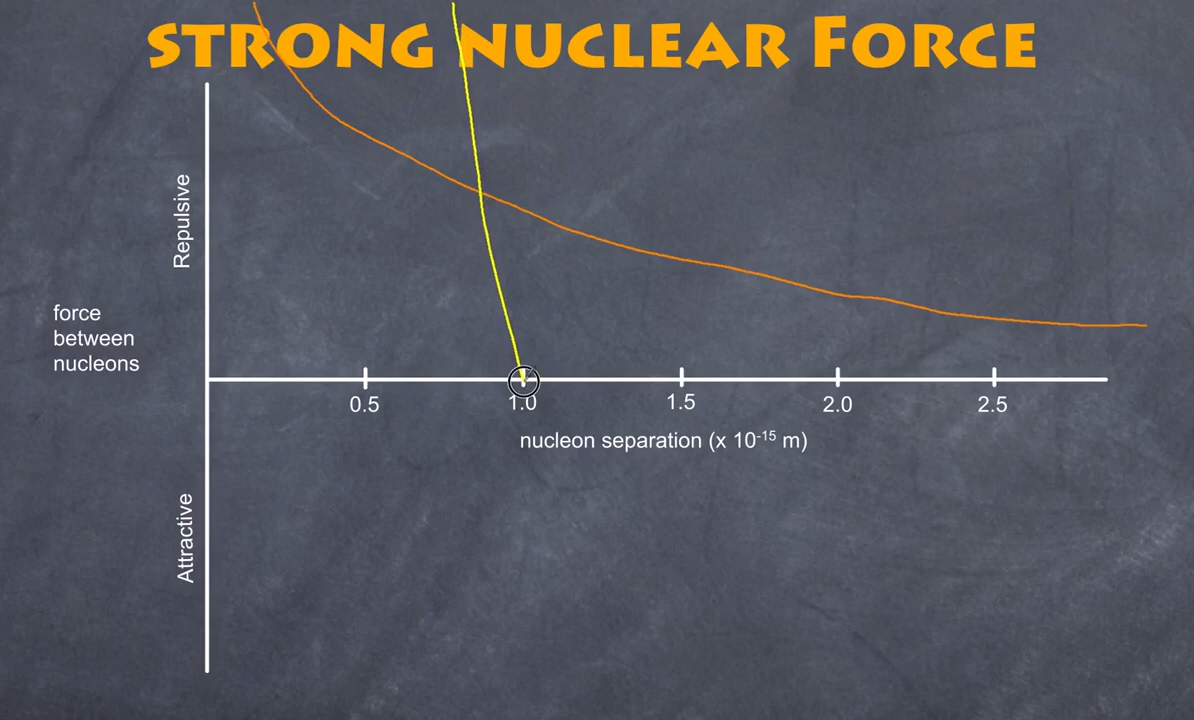 STRONG NUCLEAR FORCE
Repulsive
force
between
nucleons
0.5
1.0
1.5
2.0
2.5
nucleon separation (x 10⁻¹⁵ m)
Attractive